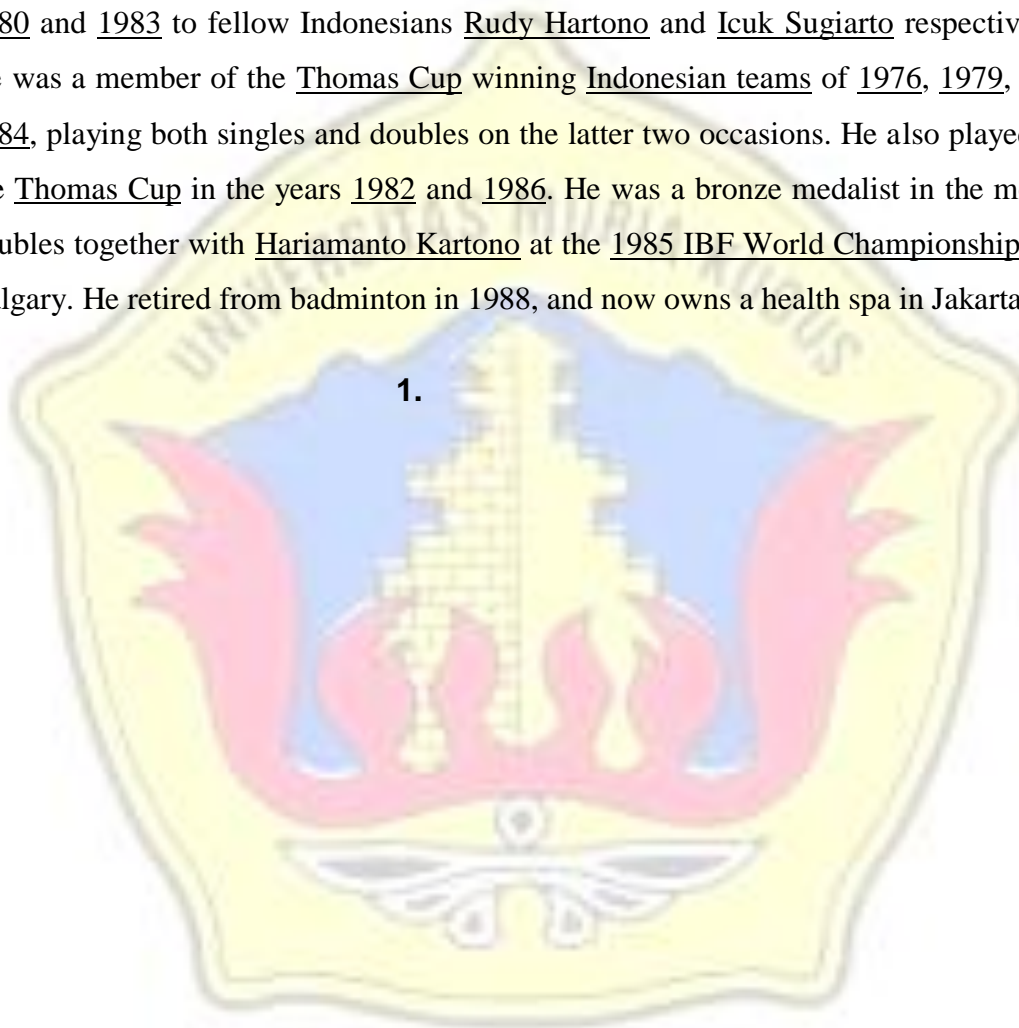 80 and 1983 to fellow Indonesians Rudy Hartono and Icuk Sugiarto respectiv
was a member of the Thomas Cup winning Indonesian teams of 1976, 1979,
84, playing both singles and doubles on the latter two occasions. He also played
Thomas Cup in the years 1982 and 1986. He was a bronze medalist in the m
ubles together with Hariamanto Kartono at the 1985 IBF World Championship
lgary. He retired from badminton in 1988, and now owns a health spa in Jakarta
UNIVERSITAS MURIA KUDUS
1.